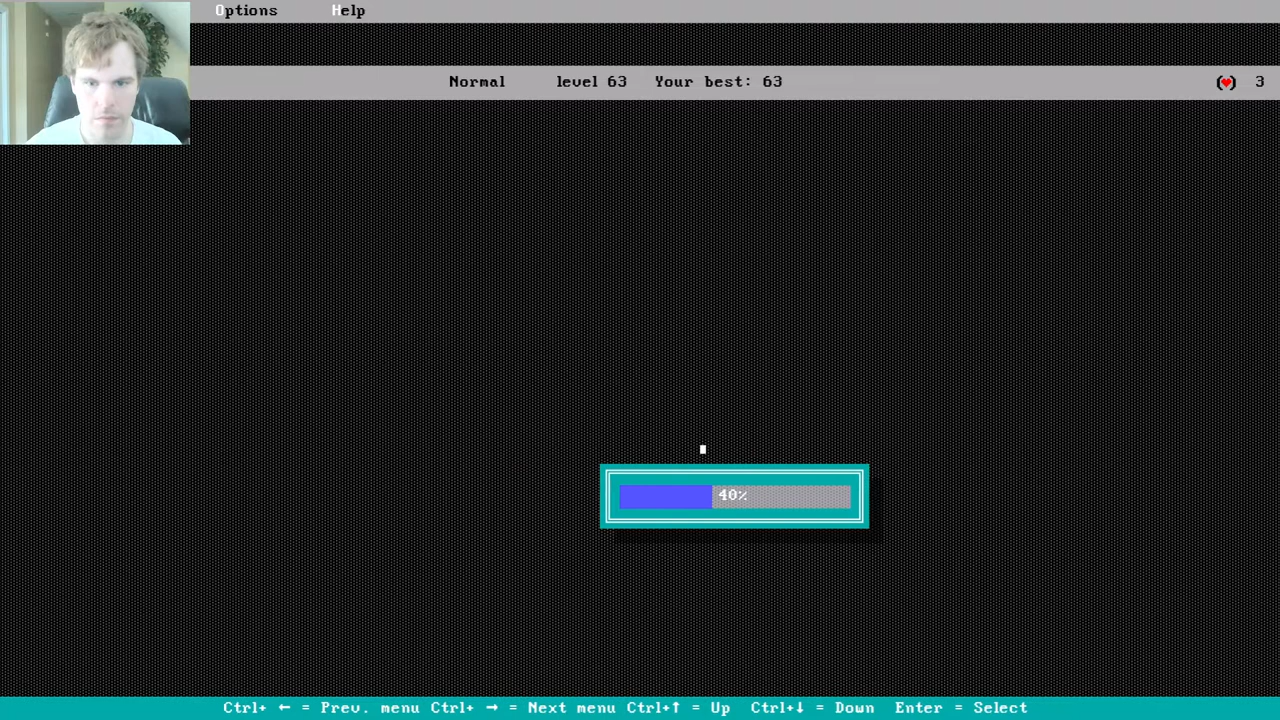 Options Help
Normal level 63 Your best: 63 (♥) 3
40%
Ctrl+ ← = Prev. menu Ctrl+ → = Next menu Ctrl+↑ = Up Ctrl+↓ = Down Enter = Select